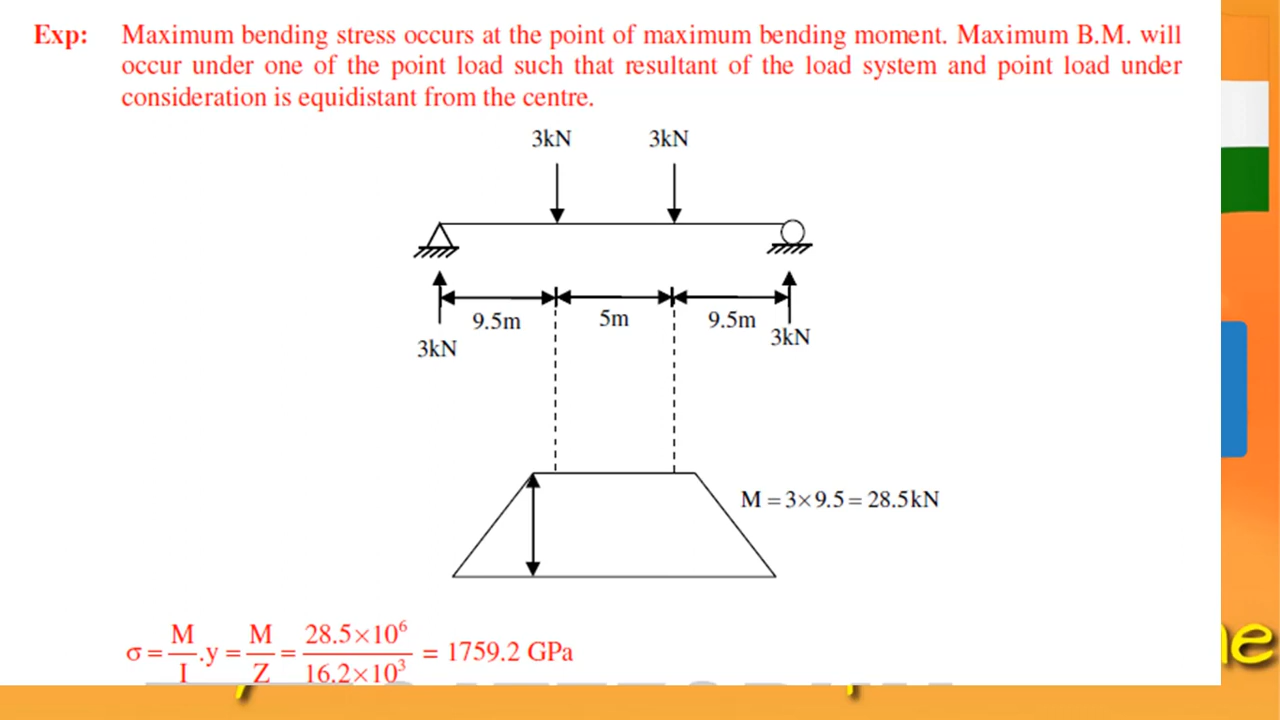 Exp: Maximum bending stress occurs at the point of maximum bending moment. Maximum B.M. will
occur under one of the point load such that resultant of the load system and point load under
consideration is equidistant from the centre.
3kN 3kN
9.5m 5m 9.5m
3kN 3kN
M = 3×9.5 = 28.5kN
σ = M/I .y = M/Z = 28.5×10⁶/16.2×10³ = 1759.2 GPa